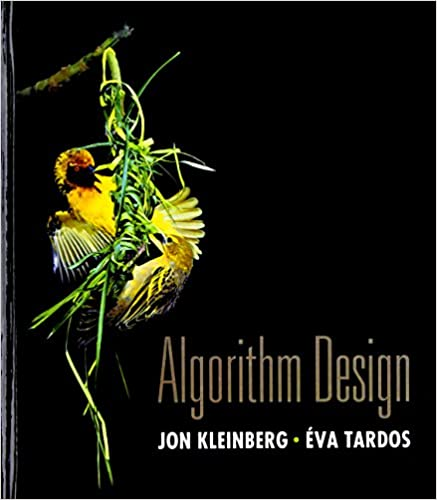 Algorithm Design
JON KLEINBERG • ÉVA TARDOS